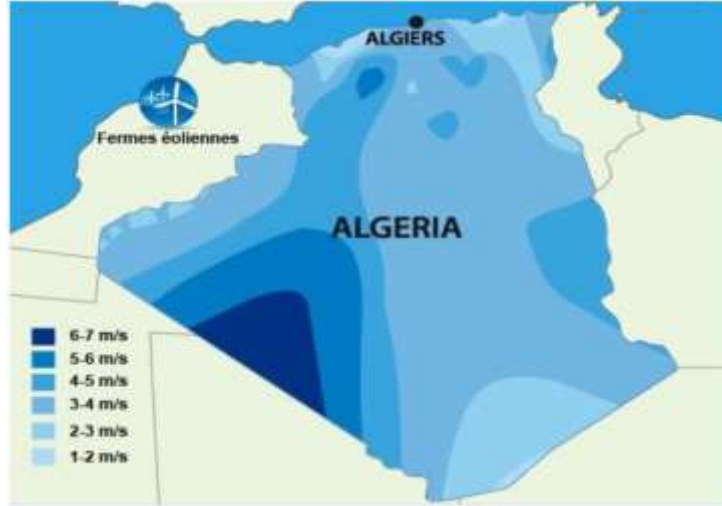 ALGIERS
Fermes éoliennes
ALGERIA
6-7 m/s
5-6 m/s
4-5 m/s
3-4 m/s
2-3 m/s
1-2 m/s